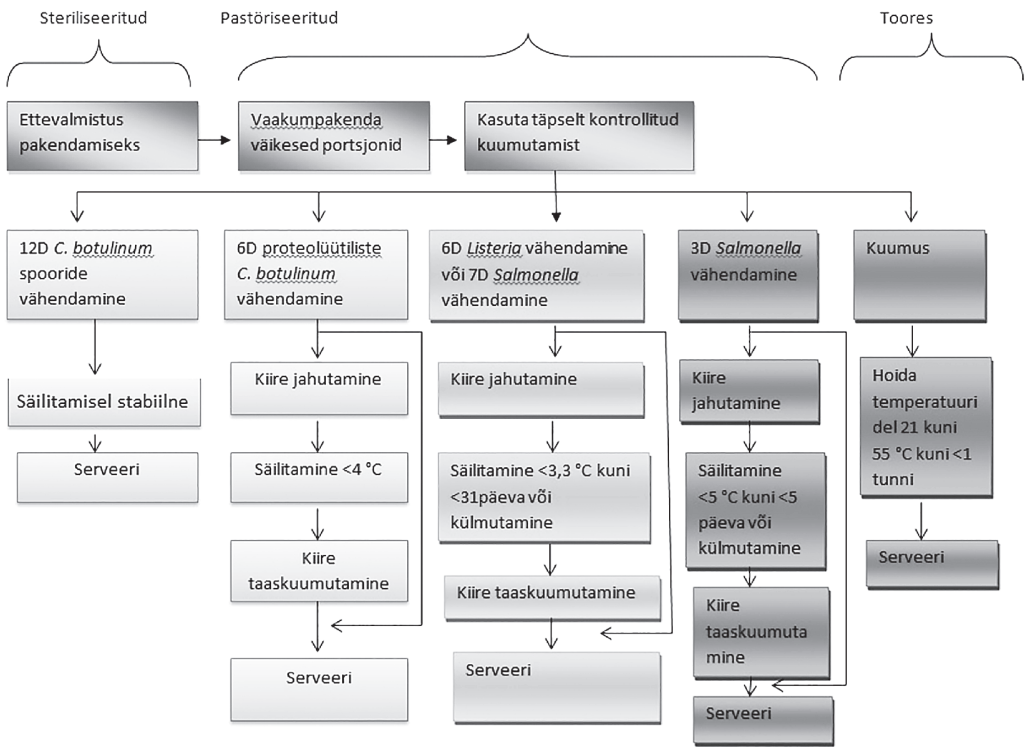 Steriliseeritud
Pastöriseeritud
Toores
Ettevalmistus
pakendamiseks
Vaakumpakenda
väikesed portsjonid
Kasuta täpselt kontrollitud
kuumutamist
12D C. botulinum
spooride
vähendamine
Säilitamisel stabiilne
Serveeri
6D proteolüütiliste
C. botulinum
vähendamine
Kiire jahutamine
Säilitamine <4 °C
Kiire
taaskuumutamine
Serveeri
6D Listeria vähendamine
või 7D Salmonella
vähendamine
Kiire jahutamine
Säilitamine <3,3 °C kuni
<31päeva või
külmutamine
Kiire taaskuumutamine
Serveeri
3D Salmonella
vähendamine
Kiire
jahutamine
Säilitamine
<5 °C kuni <5
päeva või
külmutamine
Kiire
taaskuumuta
mine
Serveeri
Kuumus
Hoida
temperatuuri
del 21 kuni
55 °C kuni <1
tunni
Serveeri